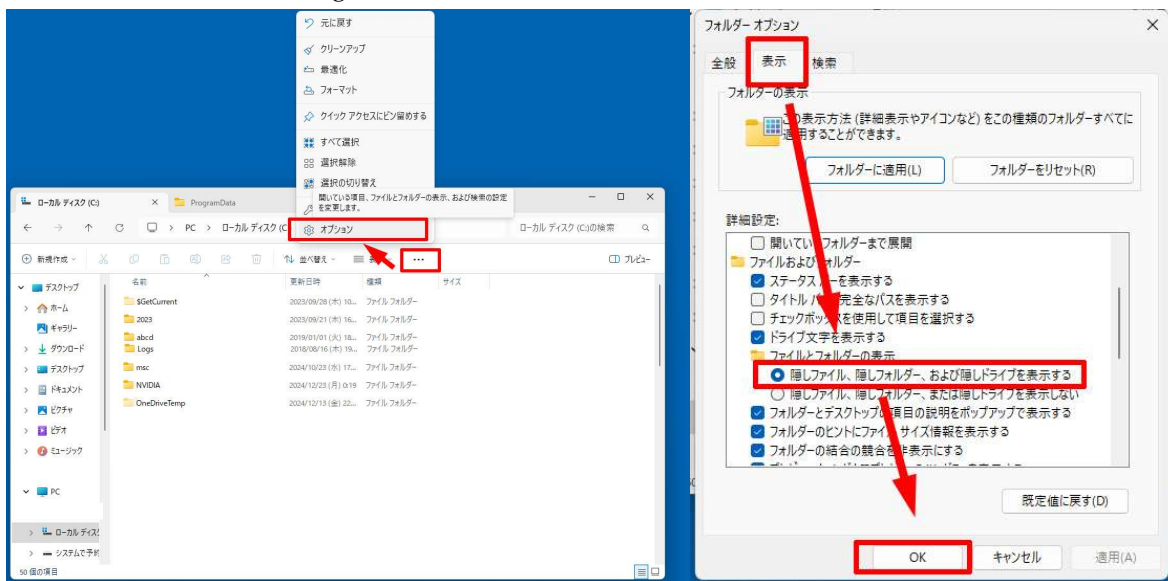 元に戻す
クリーンアップ
最適化
フォーマット
クイック アクセスにピン留めする
すべて選択
選択解除
選択の切り替え
開いている項目、ファイルとフォルダーの表示、および検索の設定
を変更します。
オプション
ローカル ディスク (C:)
ProgramData
PC
ローカル ディスク (C
ローカル ディスク (C:)の検索
新規作成
並べ替え
プレビュー
名前
更新日時
種類
サイズ
デスクトップ
ホーム
ギャラリー
ダウンロード
デスクトップ
ドキュメント
ピクチャ
ビデオ
ミュージック
PC
ローカル ディス
システムで予
$GetCurrent 2023/09/28 (木) 10... ファイル フォルダー
2023 2023/09/21 (木) 16... ファイル フォルダー
abcd 2019/01/01 (火) 18... ファイル フォルダー
Logs 2018/08/16 (木) 19... ファイル フォルダー
msc 2024/10/23 (水) 17... ファイル フォルダー
NVIDIA 2024/12/23 (月) 0:19 ファイル フォルダー
OneDriveTemp 2024/12/13 (金) 22... ファイル フォルダー
50 個の項目
フォルダー オプション
全般
表示
検索
フォルダーの表示
この表示方法 (詳細表示やアイコンなど) をこの種類のフォルダーすべてに
適用することができます。
フォルダーに適用(L)
フォルダーをリセット(R)
詳細設定:
開いているフォルダーまで展開
ファイルおよびフォルダー
ステータス バーを表示する
タイトル バーに完全なパスを表示する
チェックボックスを使用して項目を選択する
ドライブ文字を表示する
ファイルとフォルダーの表示
隠しファイル、隠しフォルダー、および隠しドライブを表示する
隠しファイル、隠しフォルダー、または隠しドライブを表示しない
フォルダーとデスクトップの項目の説明をポップアップで表示する
フォルダーのヒントにファイル サイズ情報を表示する
フォルダーの結合の競合を非表示にする
既定値に戻す(D)
OK
キャンセル
適用(A)